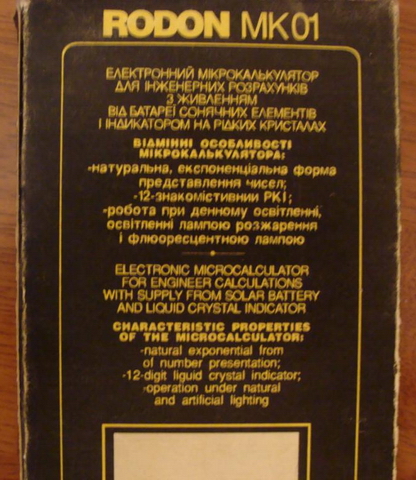 RODON MK01
ЕЛЕКТРОННИЙ МІКРОКАЛЬКУЛЯТОР
ДЛЯ ІНЖЕНЕРНИХ РОЗРАХУНКІВ
З ЖИВЛЕННЯМ
ВІД БАТАРЕЇ СОНЯЧНИХ ЕЛЕМЕНТІВ
І ІНДИКАТОРОМ НА РІДКИХ КРИСТАЛАХ
ВІДМІННІ ОСОБЛИВОСТІ
МІКРОКАЛЬКУЛЯТОРА:
-натуральна, експоненціальна форма
представлення чисел;
-12-знакомістивний РКІ;
-робота при денному освітленні,
освітленні лампою розжарення
і флюоресцентною лампою
ELECTRONIC MICROCALCULATOR
FOR ENGINEER CALCULATIONS
WITH SUPPLY FROM SOLAR BATTERY
AND LIQUID CRYSTAL INDICATOR
CHARACTERISTIC PROPERTIES
OF THE MICROCALCULATOR:
-natural exponential from
of number presentation;
-12-digit liguid crystal indicator;
-operation under natural
and artificial lighting